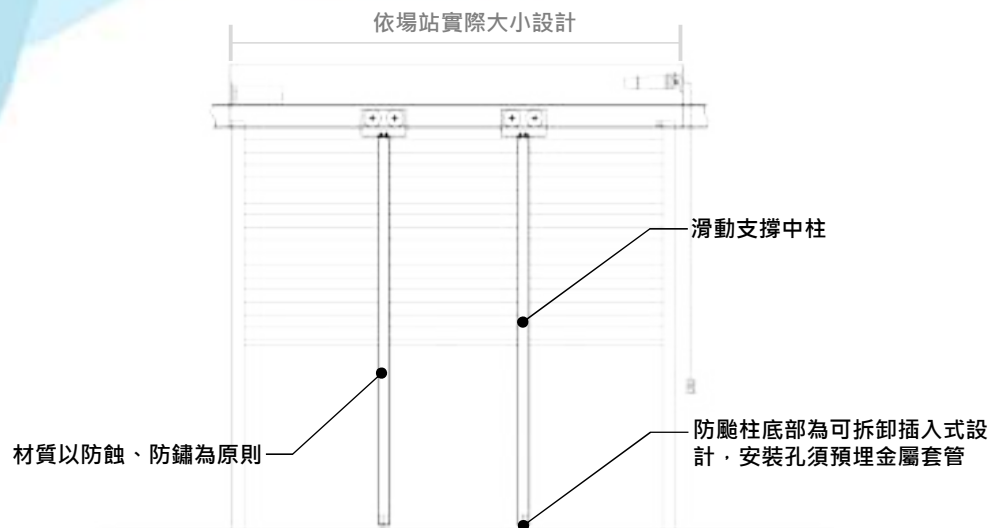 依場站實際大小設計
滑動支撐中柱
材質以防蝕、防鏽為原則
防颱柱底部為可拆卸插入式設
計，安裝孔須預埋金屬套管